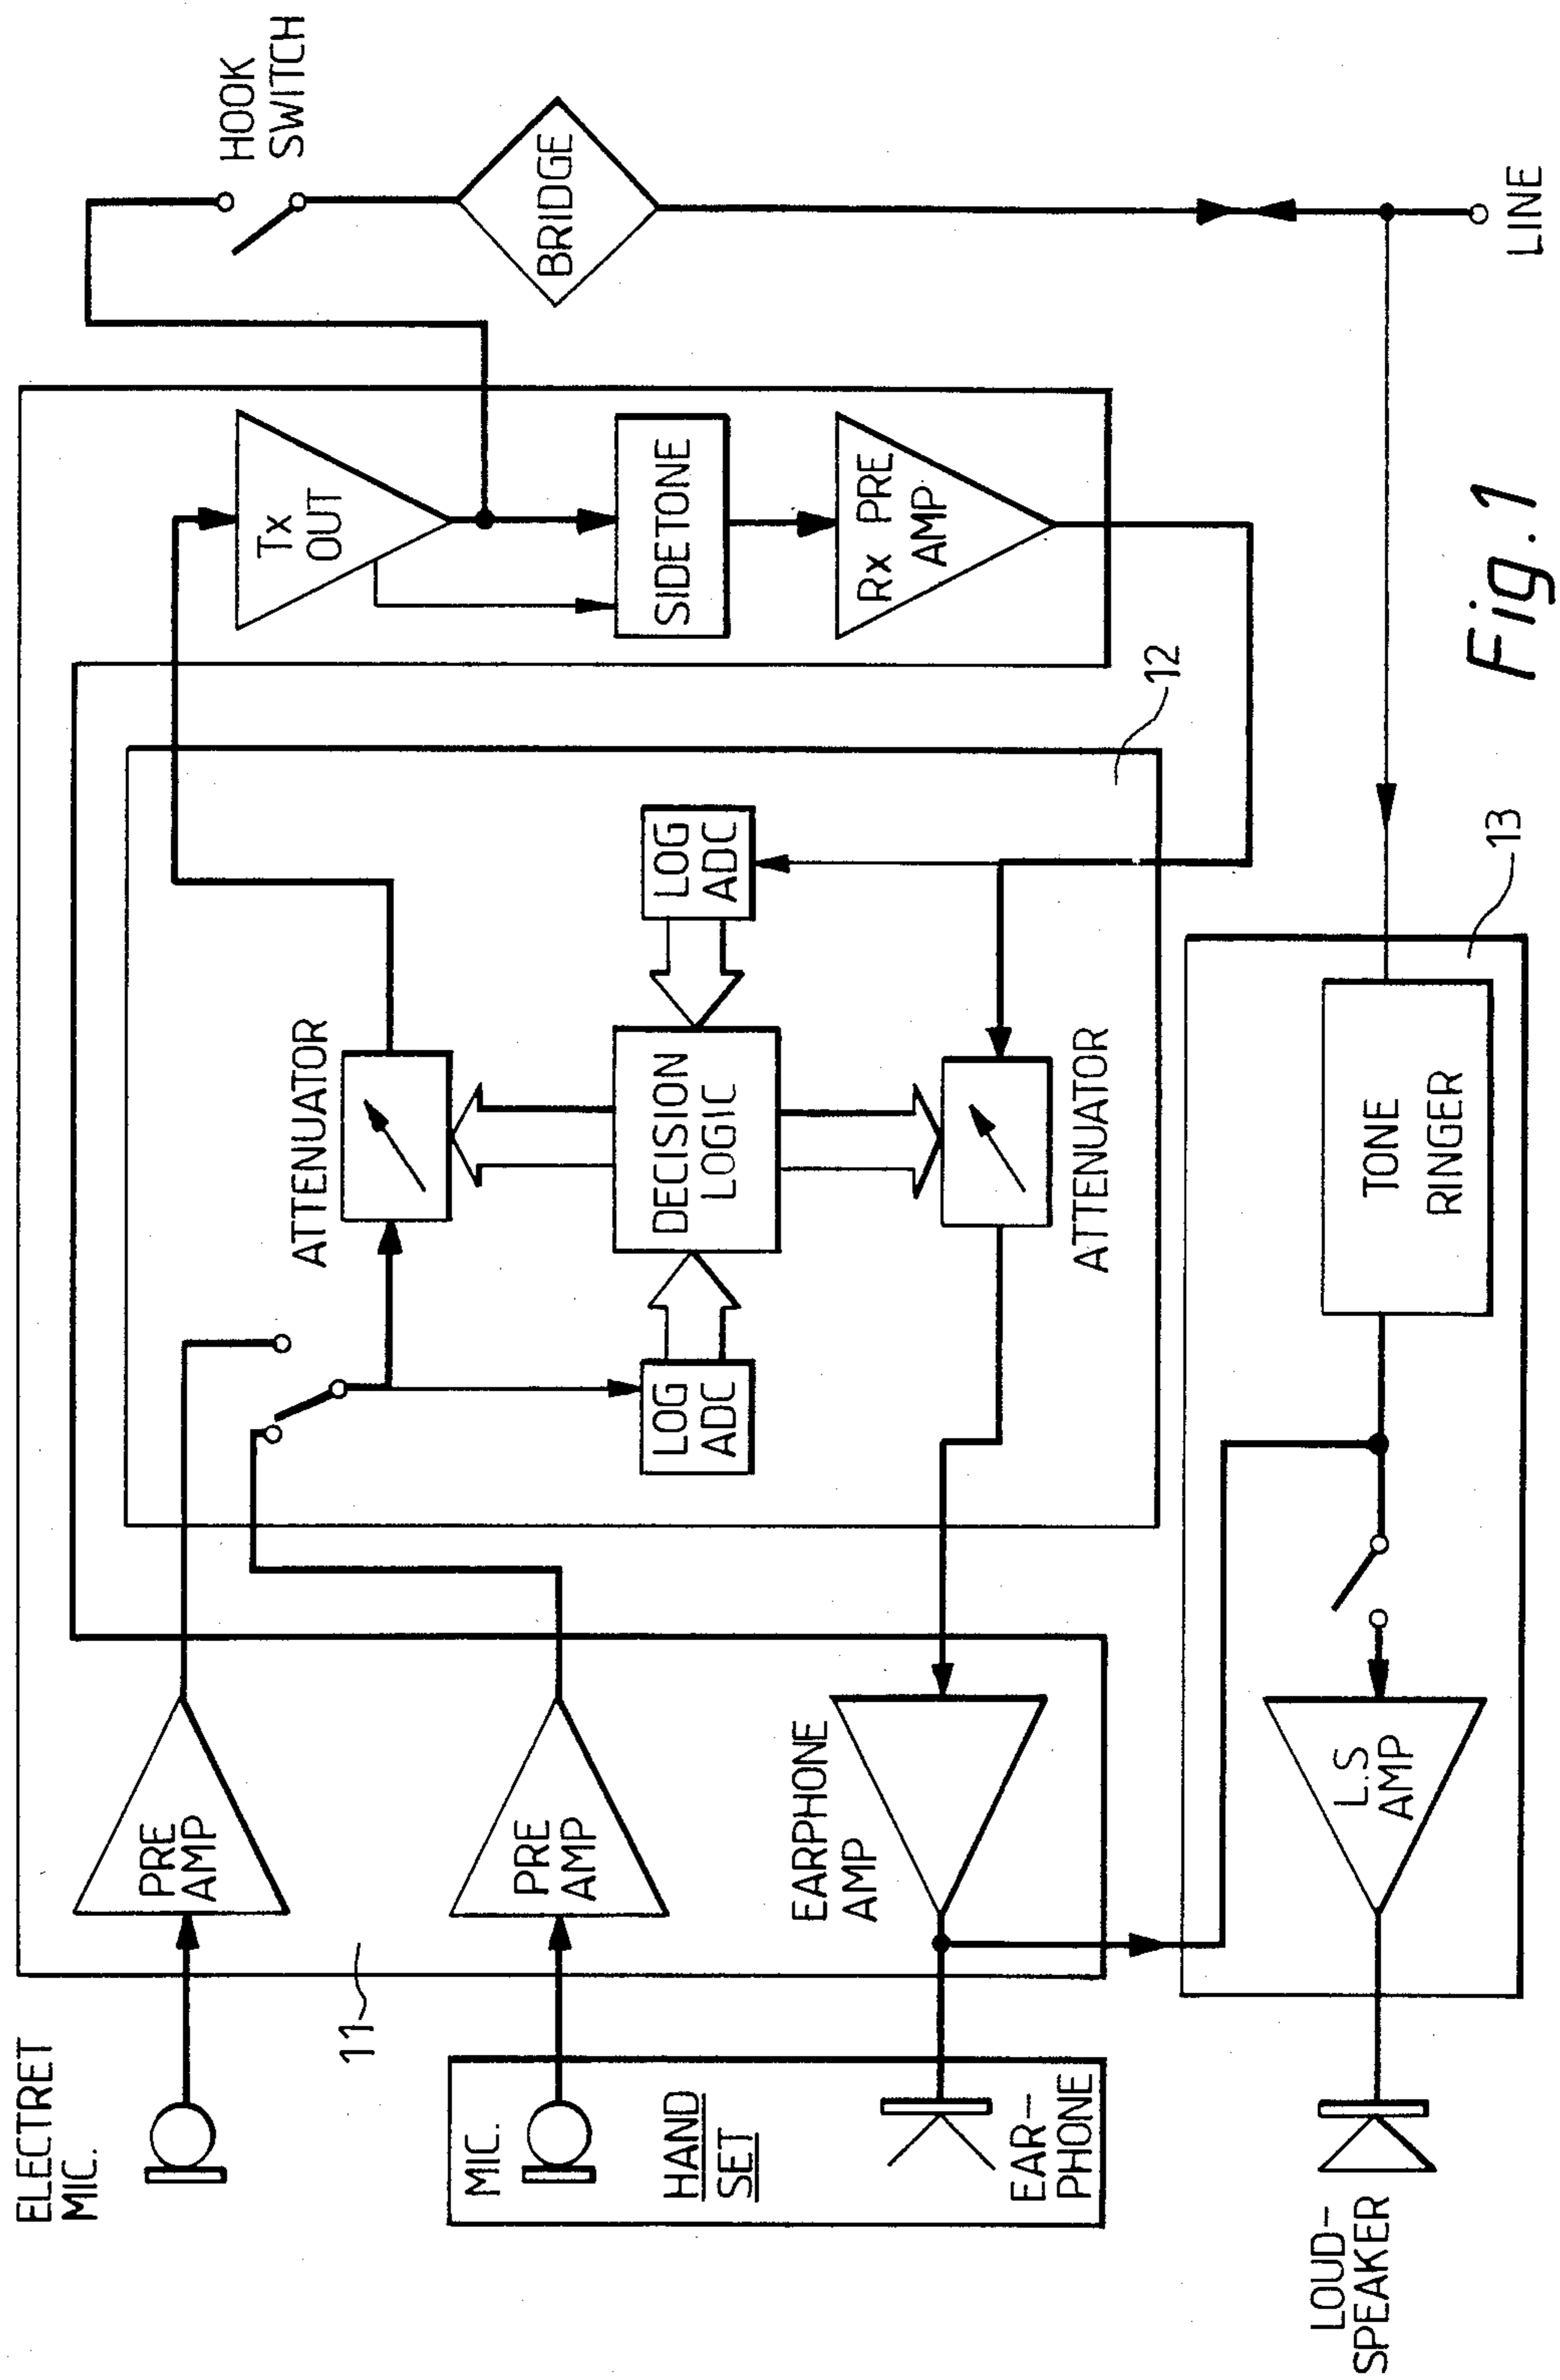 ELECTRET
MIC.
11
PRE
AMP
HOOK
SWITCH
ATTENUATOR
Tx
OUT
BRIDGE
MIC.
HAND
SET
PRE
AMP
LOG
ADC
DECISION
LOGIC
LOG
ADC
SIDETONE
EAR-
PHONE
EARPHONE
AMP
ATTENUATOR
Rx PRE
AMP
12
LOUD-
SPEAKER
L.S
AMP
TONE
RINGER
13
LINE
Fig. 1